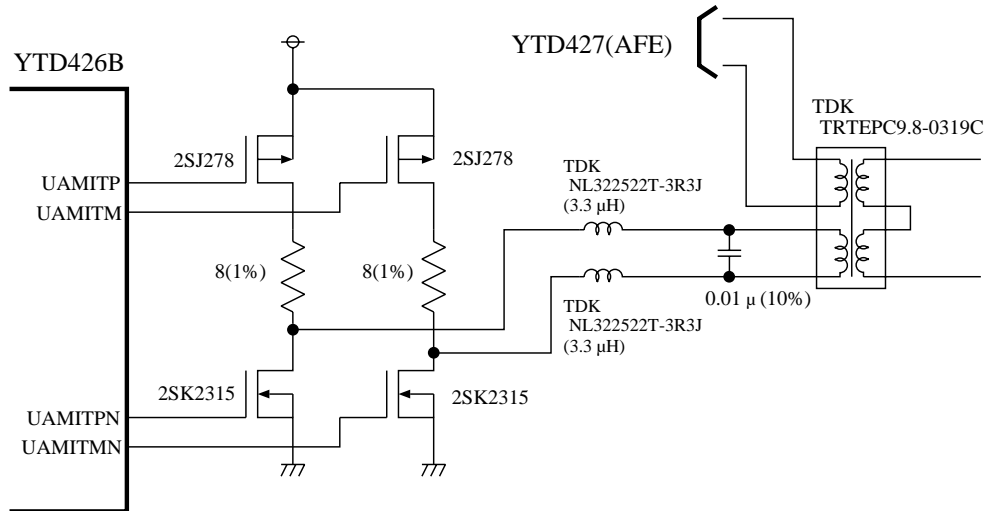 YTD426B
YTD427(AFE)
TDK
TRTEPC9.8-0319C
2SJ278
2SJ278
UAMITP
UAMITM
TDK
NL322522T-3R3J
(3.3 μH)
8(1%)
8(1%)
0.01 μ (10%)
TDK
NL322522T-3R3J
(3.3 μH)
2SK2315
2SK2315
UAMITPN
UAMITMN